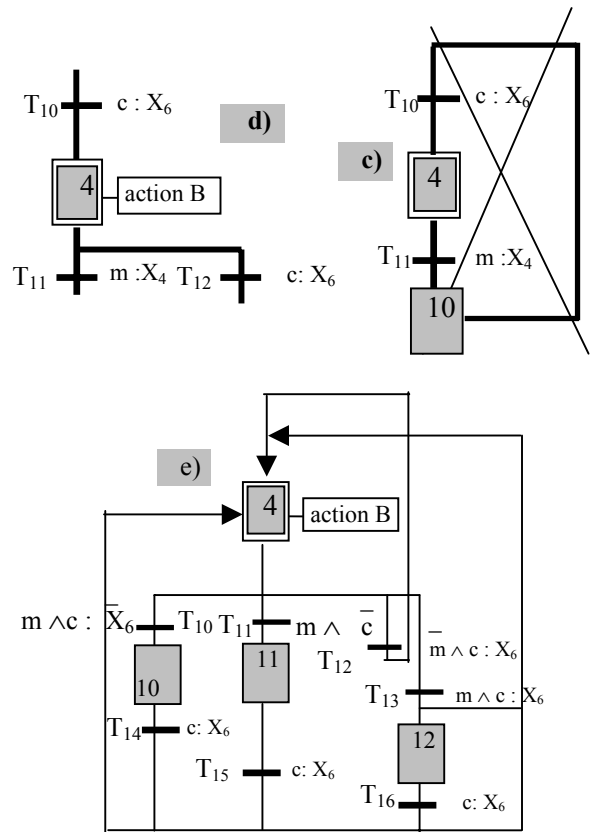 T₁₀ c : X₆
d)
4
action B
T₁₁ m :X₄ T₁₂ c: X₆
T₁₀ c : X₆
c)
4
T₁₁ m :X₄
10
e)
4
action B
m ∧c : X̅₆ T₁₀ T₁₁ m ∧ c̅
T₁₂ m̅ ∧ c : X₆
10
11
T₁₃ m ∧ c : X₆
T₁₄ c: X₆
12
T₁₅ c: X₆
T₁₆ c: X₆